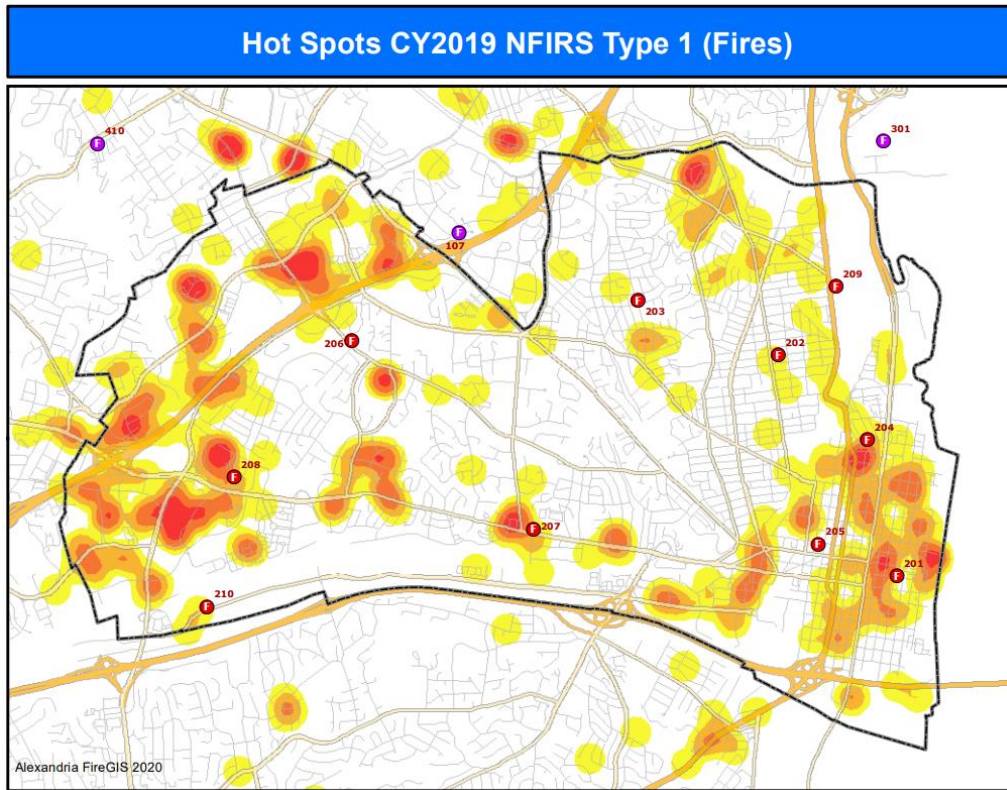 Hot Spots CY2019 NFIRS Type 1 (Fires)
F 410
F 301
F 107
F 209
F 203
F 206
F 202
F 204
F 208
F 207
F 205
F 201
F 210
Alexandria FireGIS 2020